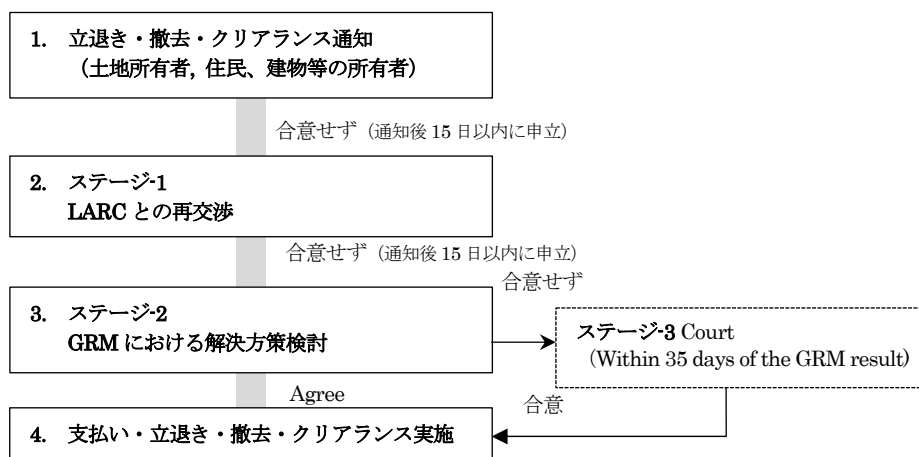 1. 立退き・撤去・クリアランス通知
(土地所有者, 住民、建物等の所有者)
合意せず (通知後 15 日以内に申立)
2. ステージ-1
LARC との再交渉
合意せず (通知後 15 日以内に申立)
合意せず
3. ステージ-2
GRM における解決方策検討
ステージ-3 Court
(Within 35 days of the GRM result)
Agree
合意
4. 支払い・立退き・撤去・クリアランス実施